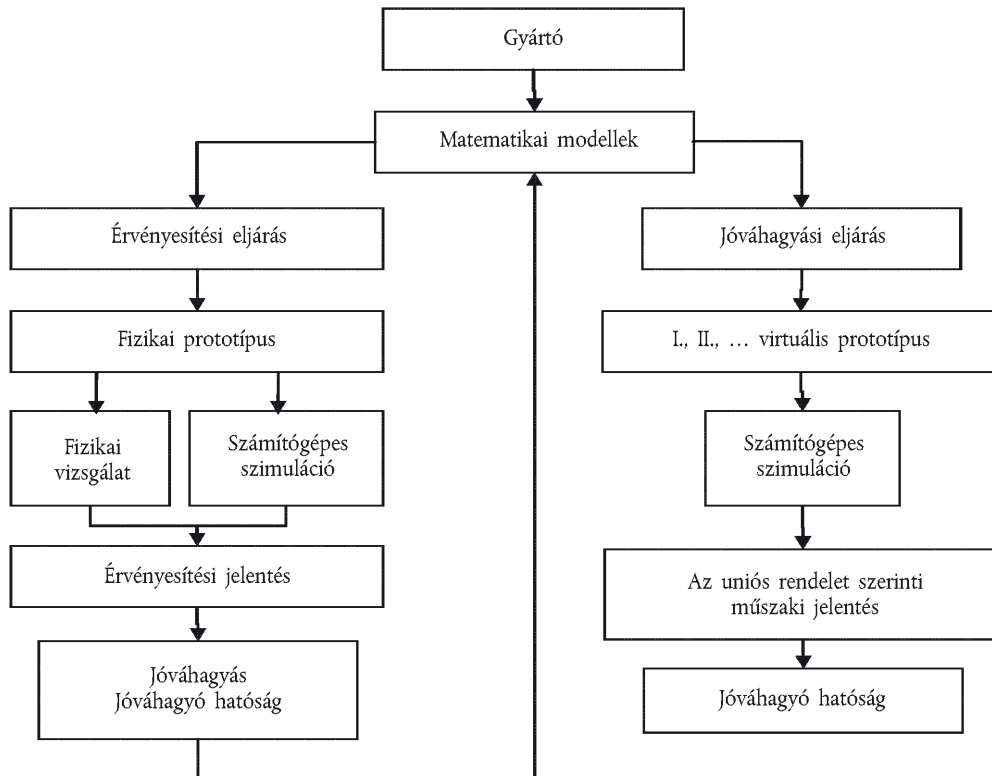 Gyártó
Matematikai modellek
Érvényesítési eljárás
Jóváhagyási eljárás
Fizikai prototípus
I., II., … virtuális prototípus
Fizikai
vizsgálat
Számítógépes
szimuláció
Számítógépes
szimuláció
Érvényesítési jelentés
Az uniós rendelet szerinti
műszaki jelentés
Jóváhagyás
Jóváhagyó hatóság
Jóváhagyó hatóság